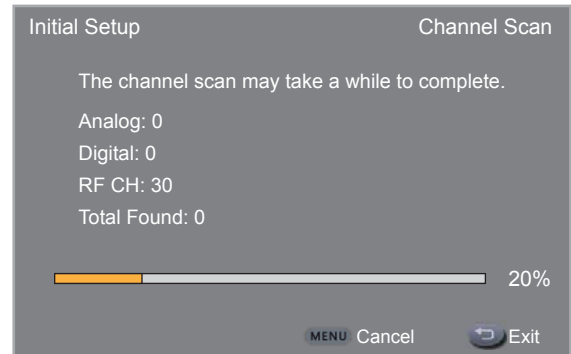 Initial Setup Channel Scan
The channel scan may take a while to complete.
Analog: 0
Digital: 0
RF CH: 30
Total Found: 0
20%
MENU Cancel Exit